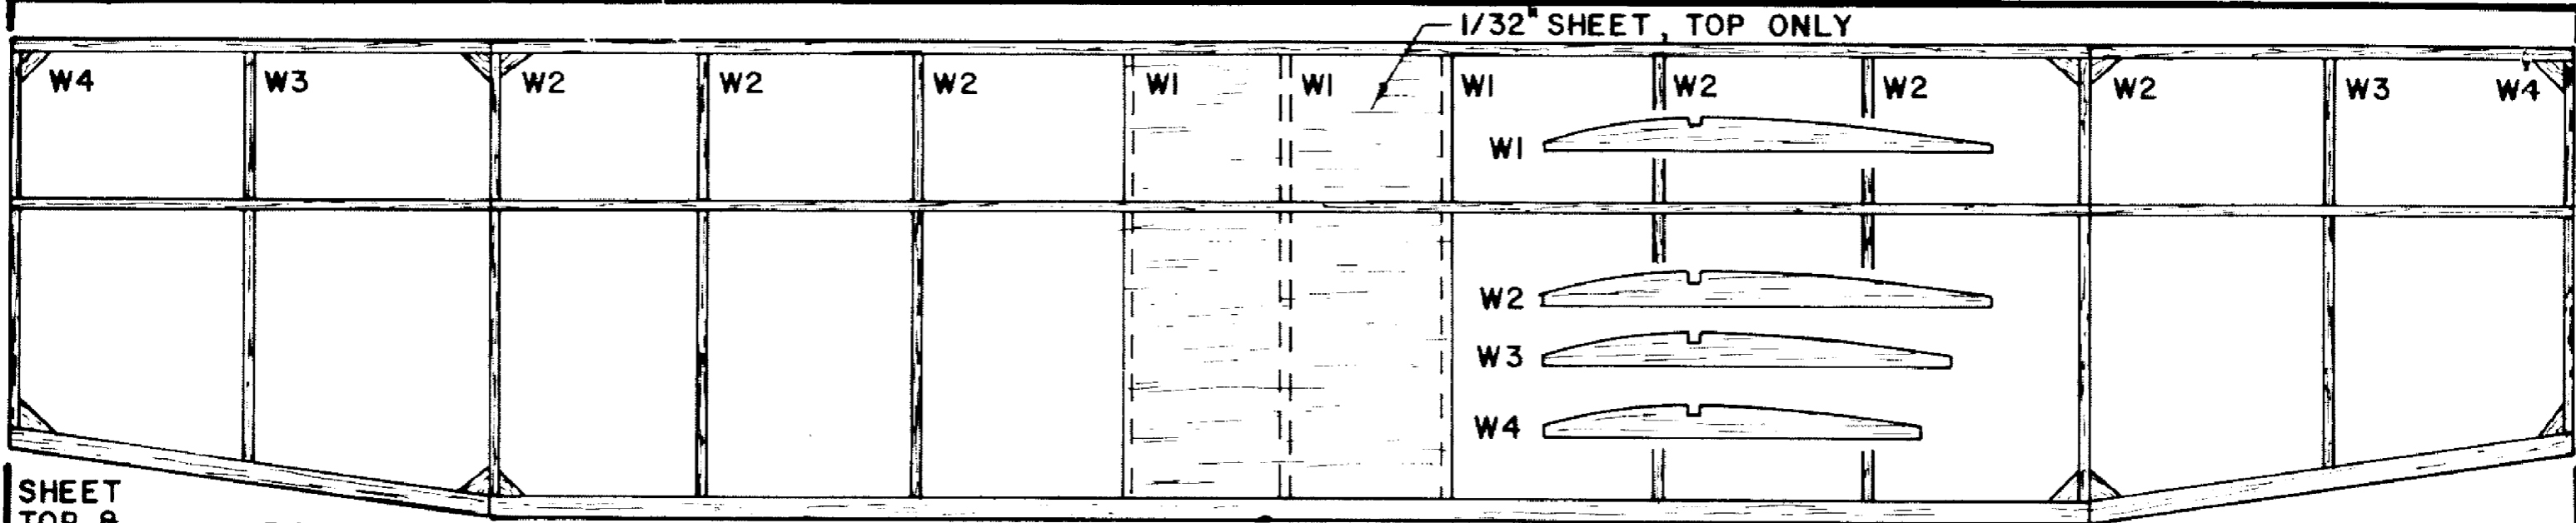 1/32" SHEET, TOP ONLY
W4 W3 W2 W2 W2 W1 W1 W1 W2 W2 W2 W3 W4
W1
W2
W3
W4
SHEET
TOP &